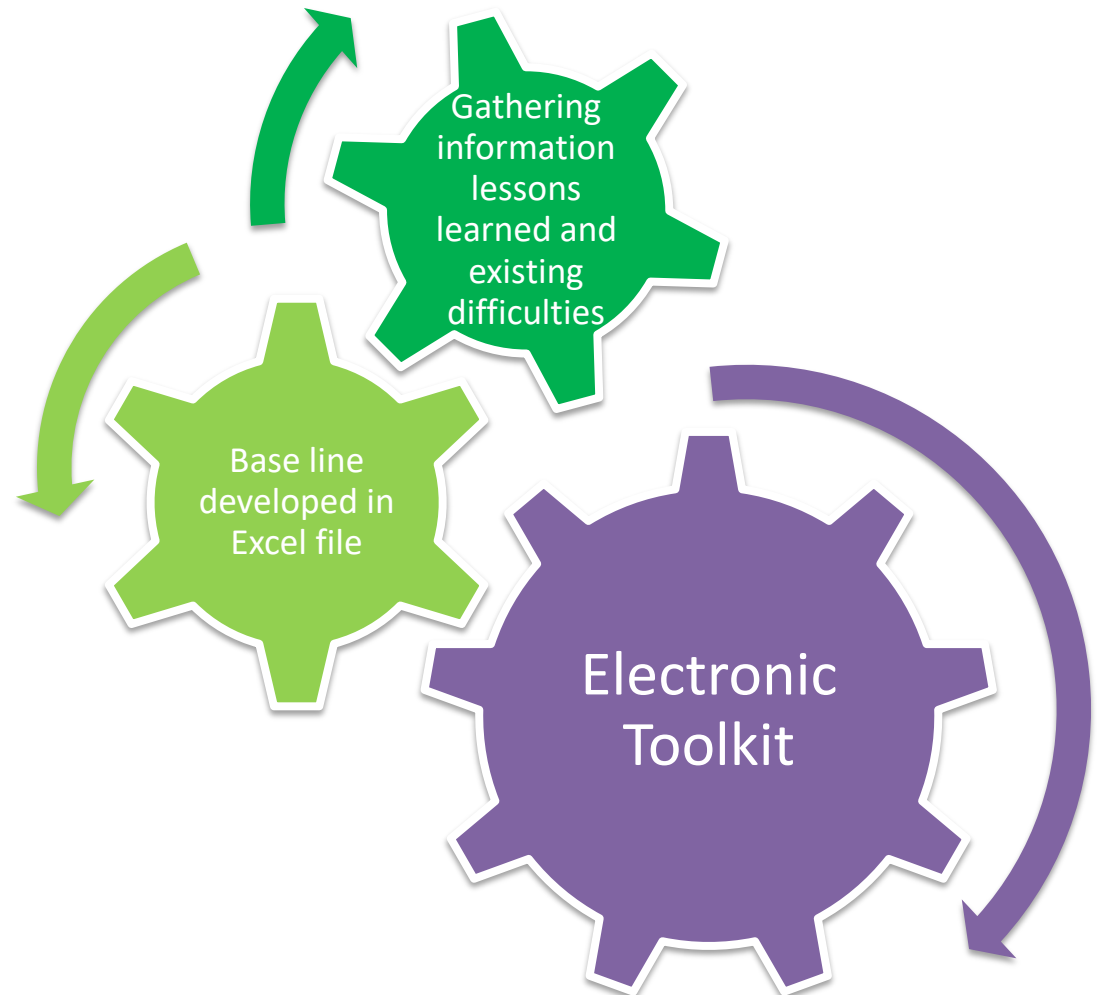 Gathering
information
lessons
learned and
existing
difficulties
Base line
developed in
Excel file
Electronic
Toolkit